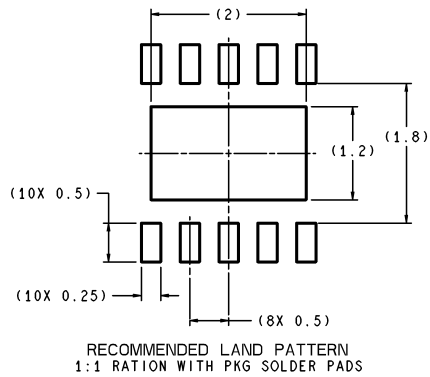 (2)
(1.8)
(1.2)
(10X 0.5)
(10X 0.25)
(8X 0.5)
RECOMMENDED LAND PATTERN
1:1 RATION WITH PKG SOLDER PADS